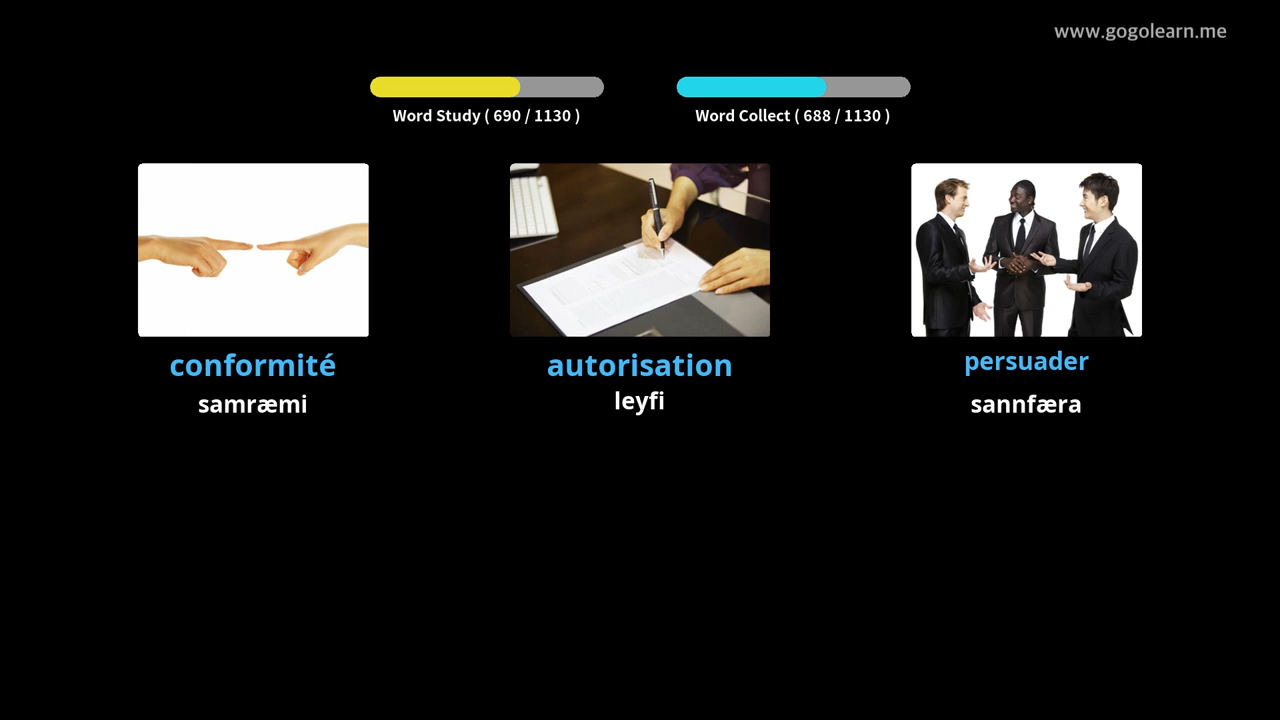 www.gogolearn.me
Word Study ( 690 / 1130 )
Word Collect ( 688 / 1130 )
conformité
autorisation
persuader
samræmi
leyfi
sannfæra